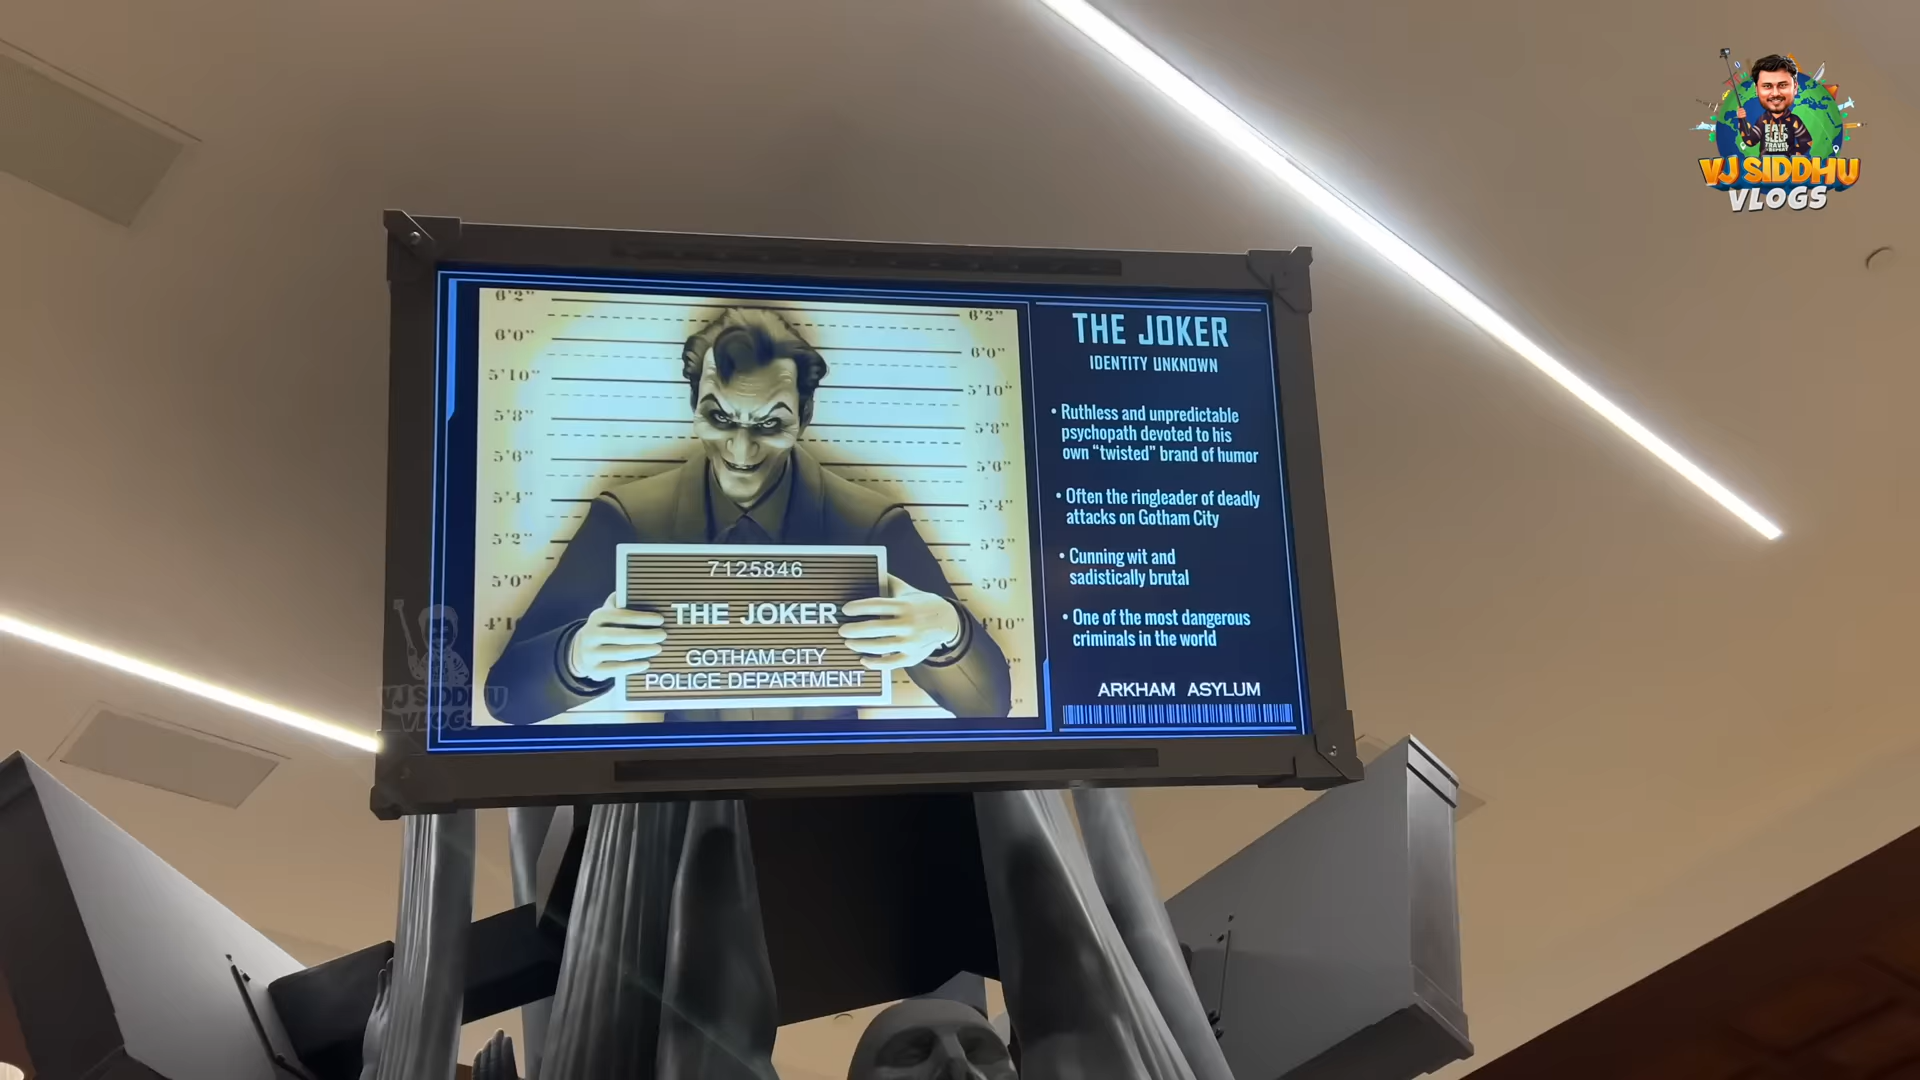 EAT
SLEEP
TRAVEL
REPEAT
VJ SIDDHU
VLOGS
6'2"
6'0"
5'10"
5'8"
5'6"
5'4"
5'2"
5'0"
6'2"
6'0"
5'10"
5'8"
5'6"
5'4"
5'2"
5'0"
4'10"
7125846
THE JOKER
GOTHAM CITY
POLICE DEPARTMENT
THE JOKER
IDENTITY UNKNOWN
• Ruthless and unpredictable
psychopath devoted to his
own “twisted” brand of humor
• Often the ringleader of deadly
attacks on Gotham City
• Cunning wit and
sadistically brutal
• One of the most dangerous
criminals in the world
ARKHAM ASYLUM
VJ SIDDHU
VLOGS